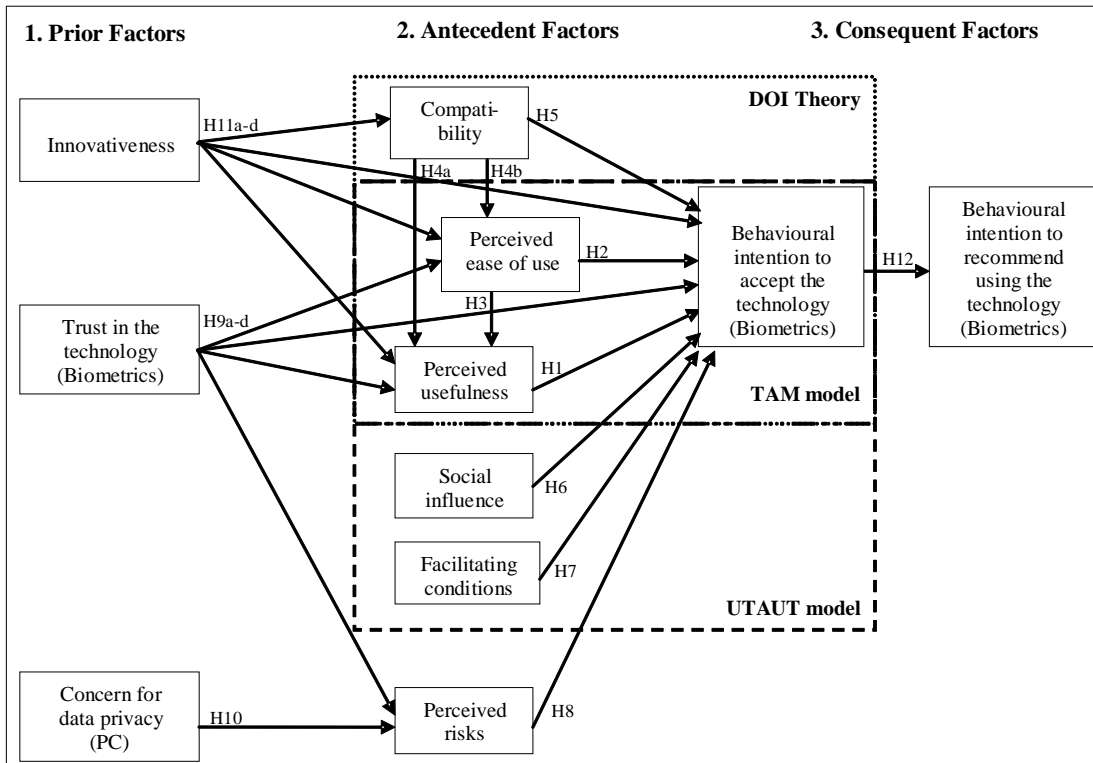 1. Prior Factors
2. Antecedent Factors
3. Consequent Factors
DOI Theory
Compati-
bility
H11a-d
H5
Innovativeness
H4a
H4b
Perceived
ease of use
H2
Behavioural
intention to
accept the
technology
(Biometrics)
H12
Behavioural
intention to
recommend
using the
technology
(Biometrics)
H3
H9a-d
Trust in the
technology
(Biometrics)
Perceived
usefulness
H1
TAM model
Social
influence
H6
Facilitating
conditions
H7
UTAUT model
Concern for
data privacy
(PC)
H10
Perceived
risks
H8